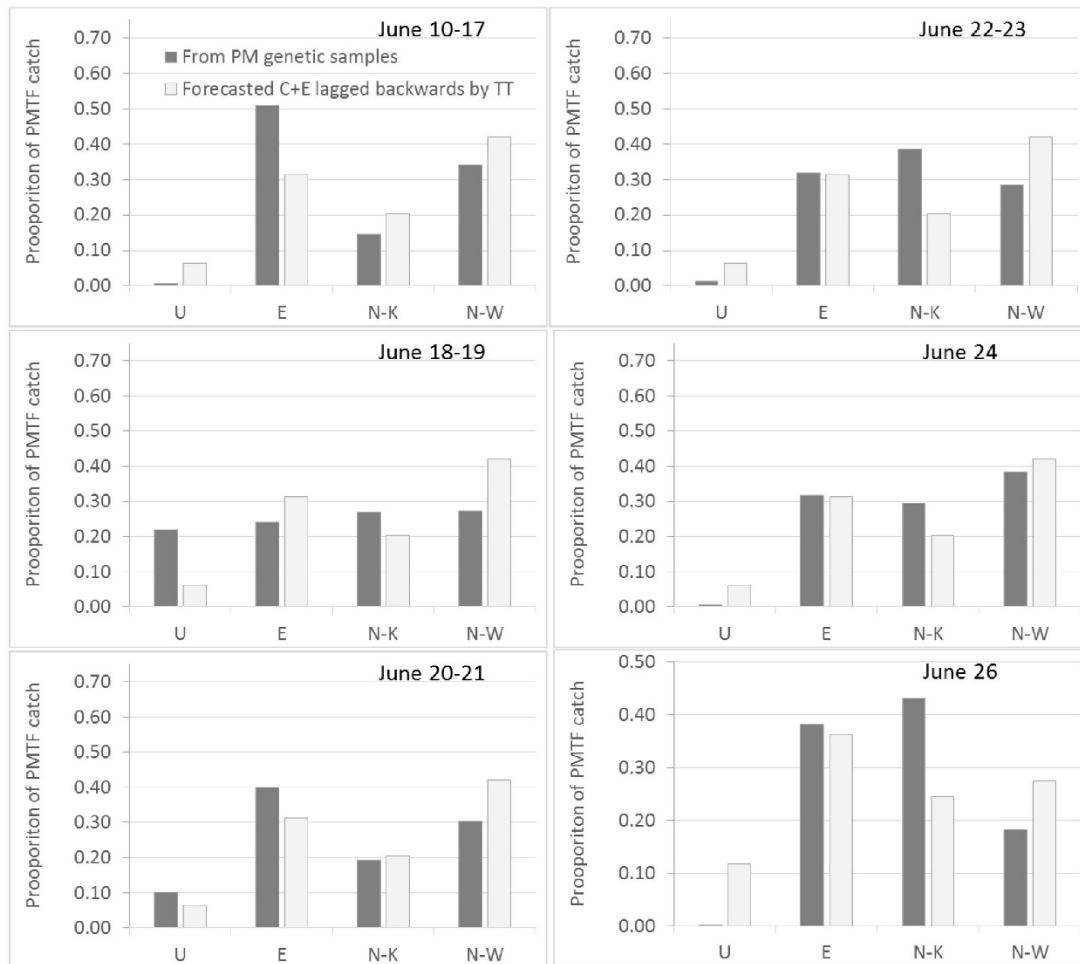 June 10-17
From PM genetic samples
Forecasted C+E lagged backwards by TT
Prooporiton of PMTF catch
0.70
0.60
0.50
0.40
0.30
0.20
0.10
0.00
U E N-K N-W
June 22-23
Prooporiton of PMTF catch
0.70
0.60
0.50
0.40
0.30
0.20
0.10
0.00
U E N-K N-W
June 18-19
Prooporiton of PMTF catch
0.70
0.60
0.50
0.40
0.30
0.20
0.10
0.00
U E N-K N-W
June 24
Prooporiton of PMTF catch
0.70
0.60
0.50
0.40
0.30
0.20
0.10
0.00
U E N-K N-W
June 20-21
Prooporiton of PMTF catch
0.70
0.60
0.50
0.40
0.30
0.20
0.10
0.00
U E N-K N-W
June 26
Prooporiton of PMTF catch
0.50
0.40
0.30
0.20
0.10
0.00
U E N-K N-W